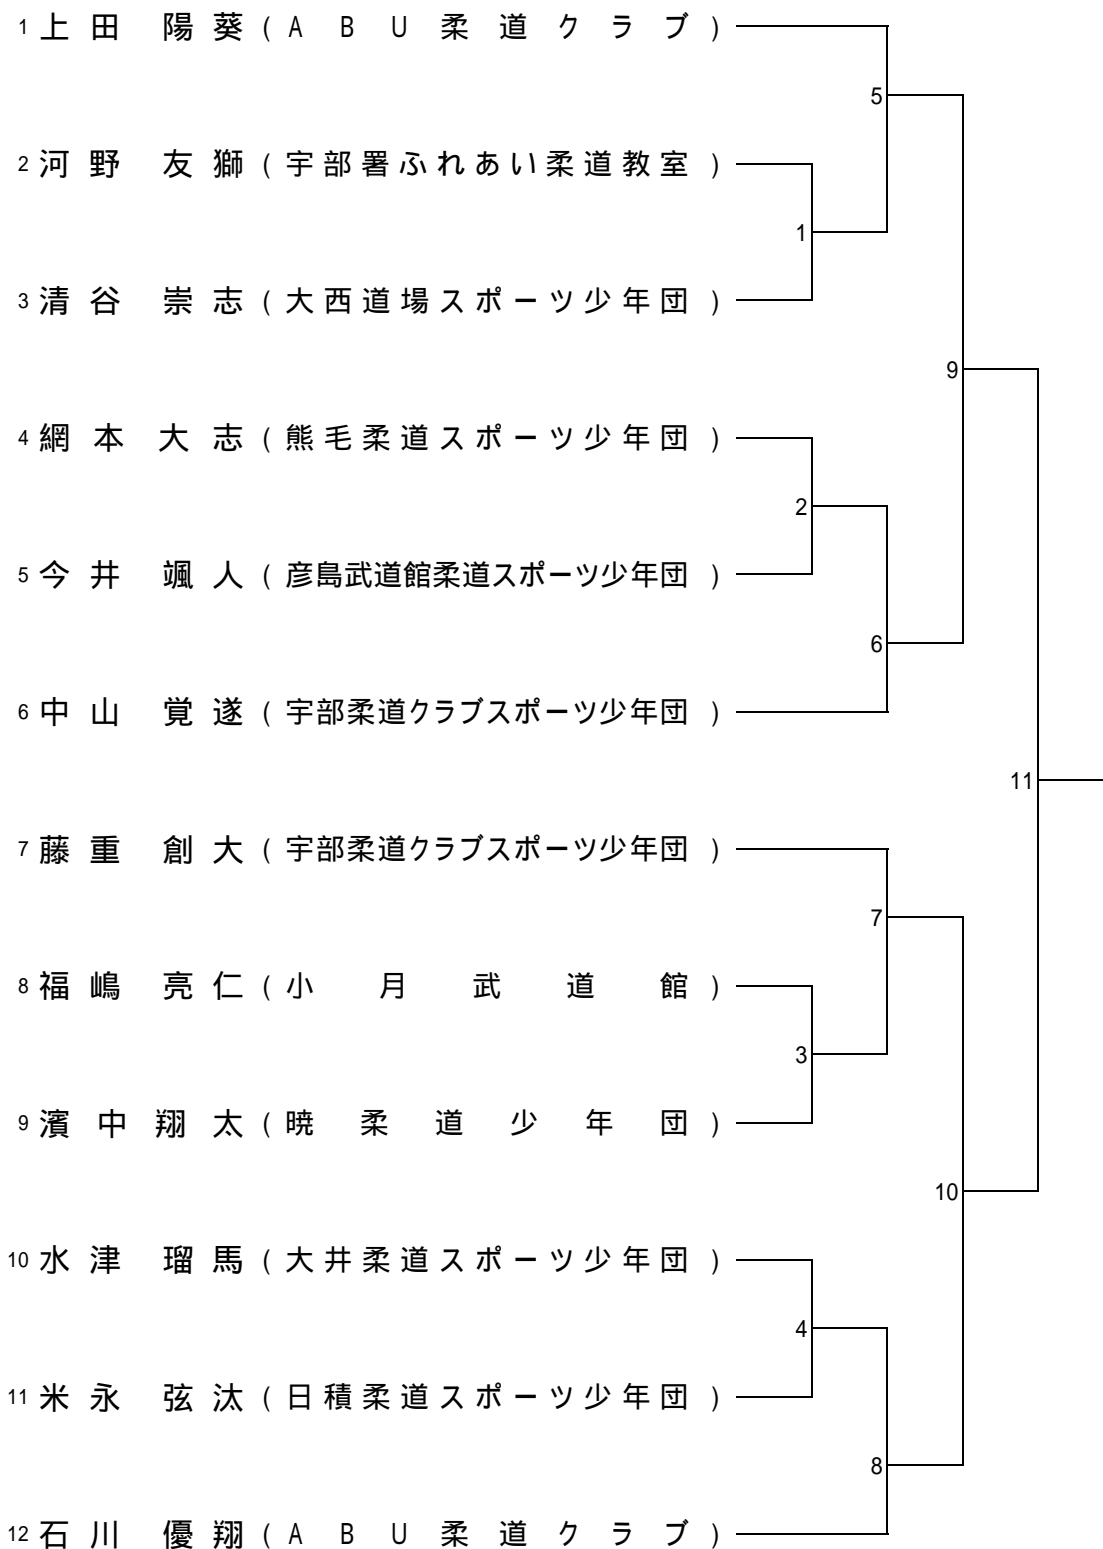 1 上田 陽葵 (ABU柔道クラブ)
5
2 河野 友獅 (宇部署ふれあい柔道教室)
1
3 清谷 崇志 (大西道場スポーツ少年団)
9
4 網本大志 (熊毛柔道スポーツ少年団)
2
5 今井 颯人 (彦島武道館柔道スポーツ少年団)
6
6 中山 覚遂 (宇部柔道クラブスポーツ少年団)
11
7 藤重 創大 (宇部柔道クラブスポーツ少年団)
7
8 福嶋 亮仁 (小月武道館)
3
9 濱中翔太 (暁柔道少年団)
10
10 水津 瑠馬 (大井柔道スポーツ少年団)
4
11 米永 弦汰 (日積柔道スポーツ少年団)
8
12 石川 優翔 (ABU柔道クラブ)